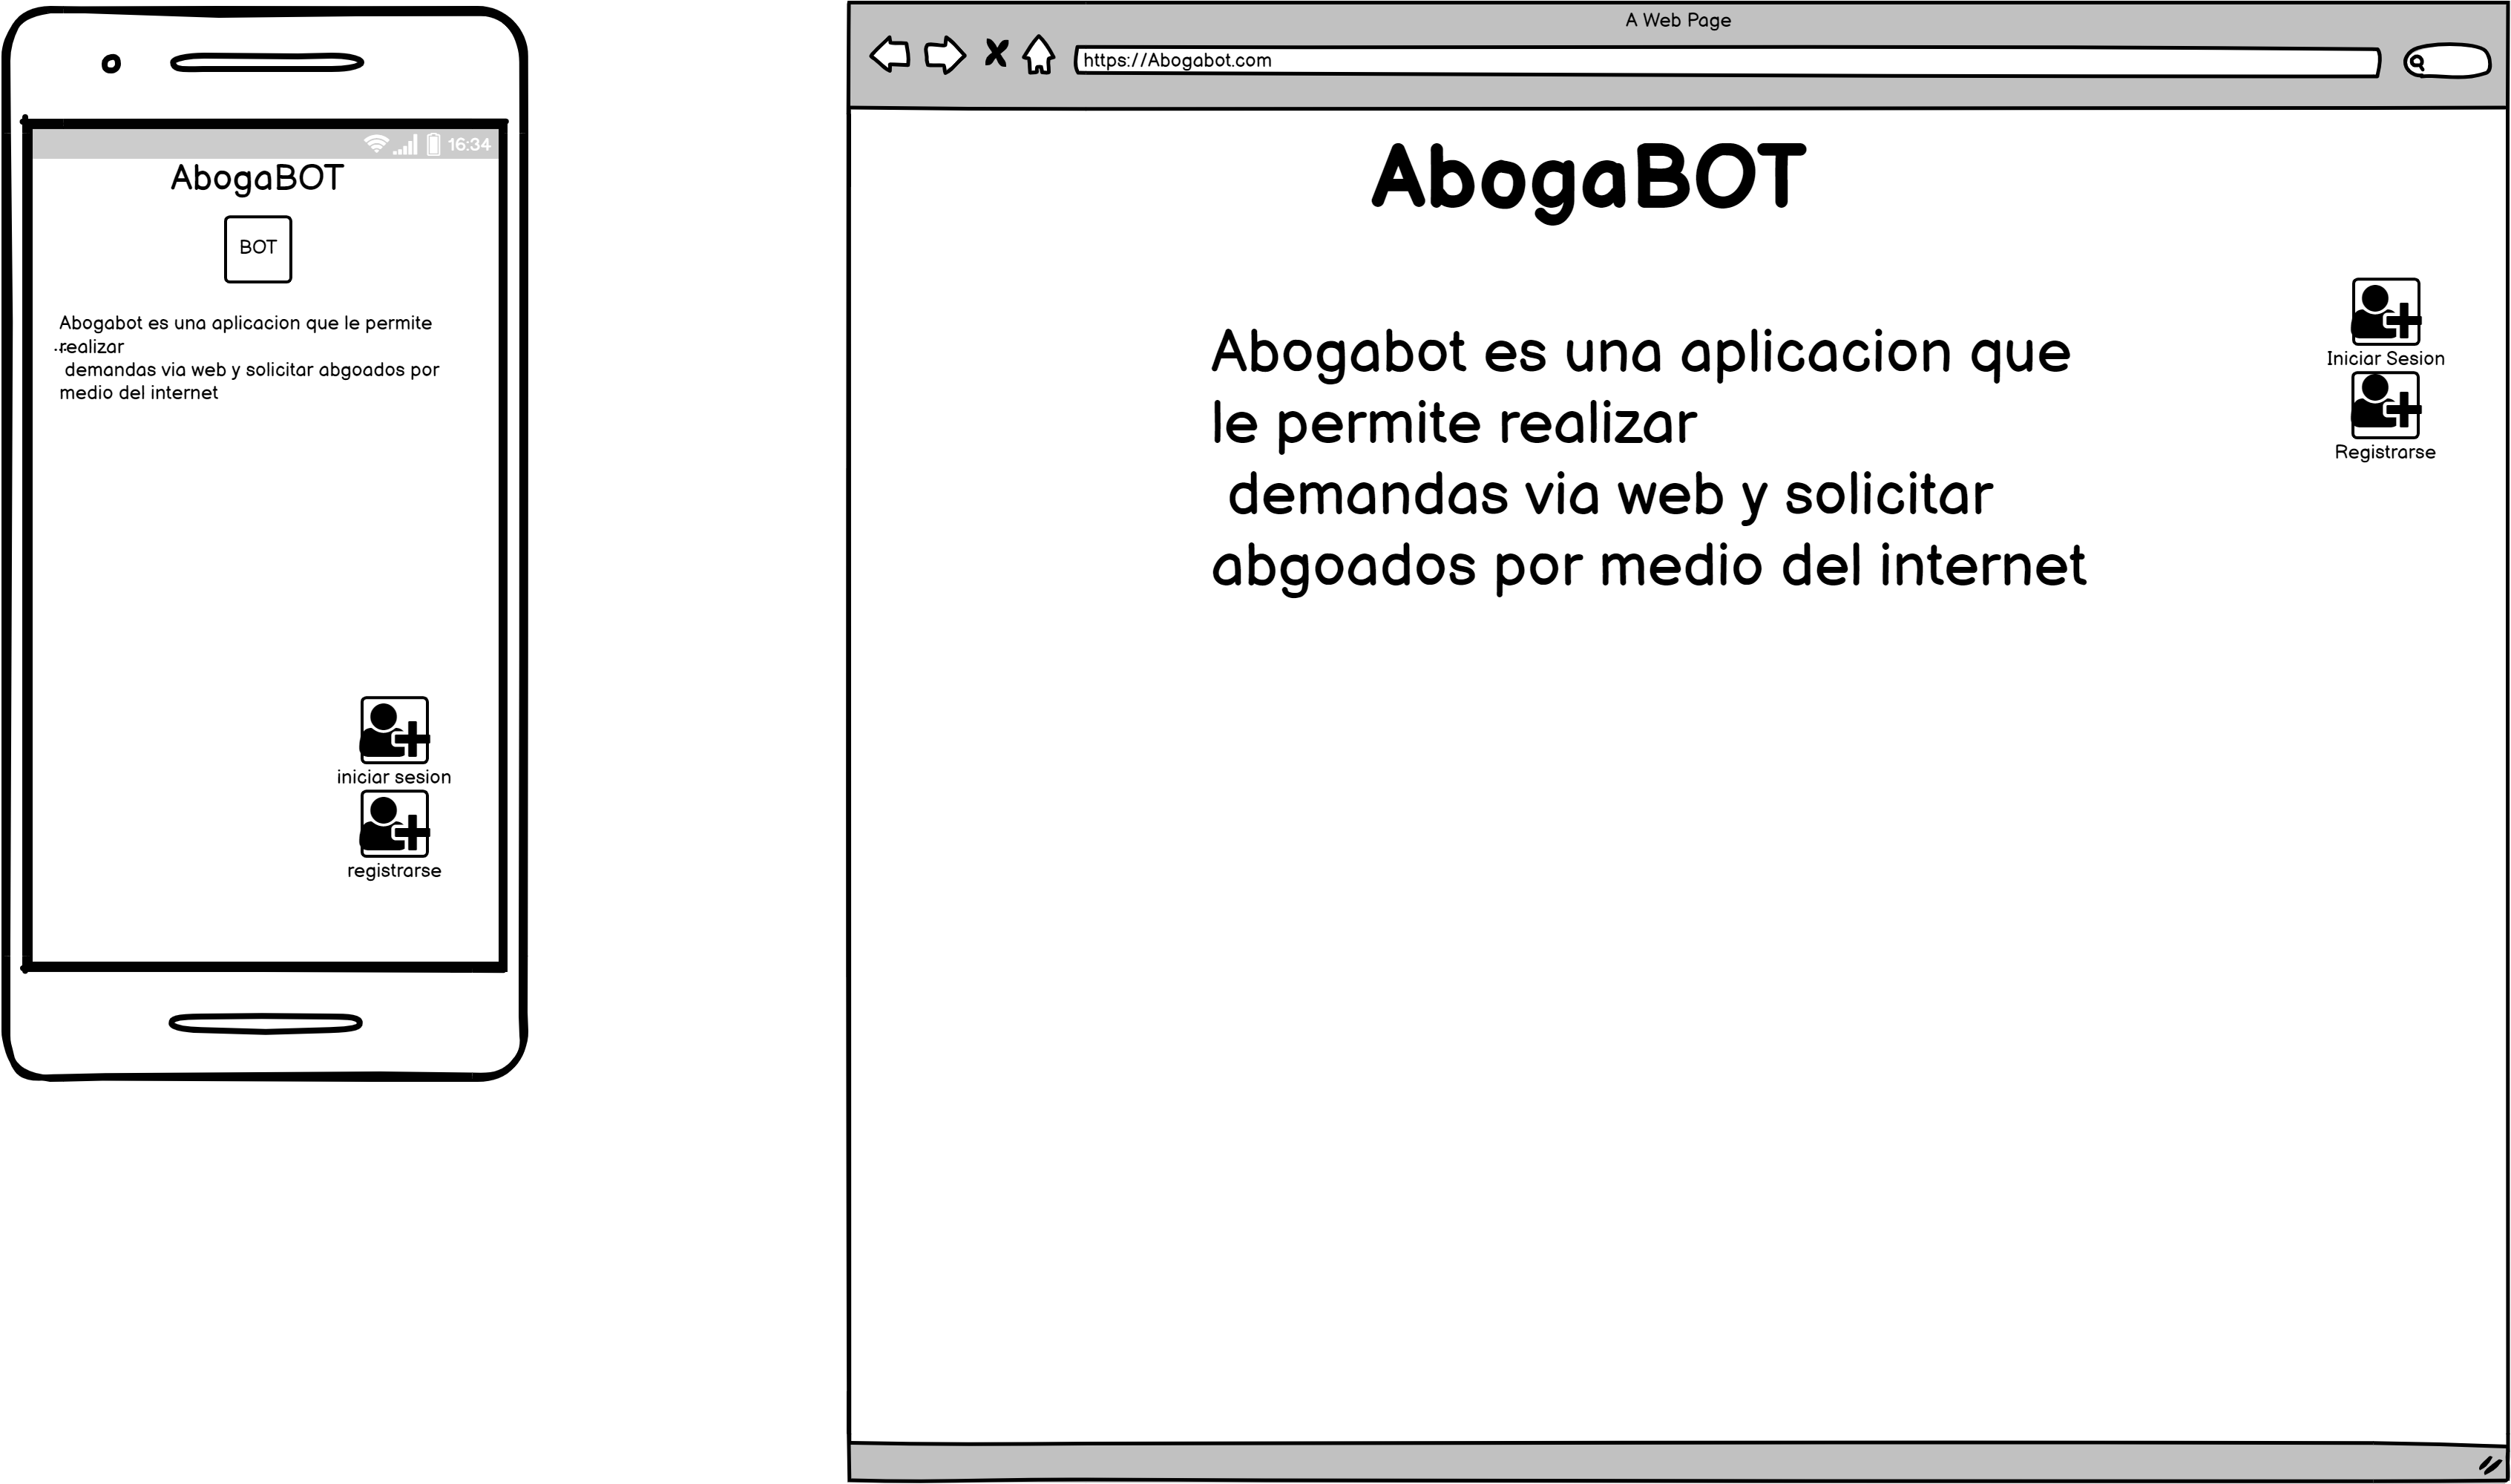 16:34
AbogaBOT
BOT
Abogabot es una aplicacion que le permite
realizar
demandas via web y solicitar abgoados por
medio del internet
iniciar sesion
registrarse
A Web Page
https://Abogabot.com
AbogaBOT
Abogabot es una aplicacion que
le permite realizar
demandas via web y solicitar
abgoados por medio del internet
Iniciar Sesion
Registrarse